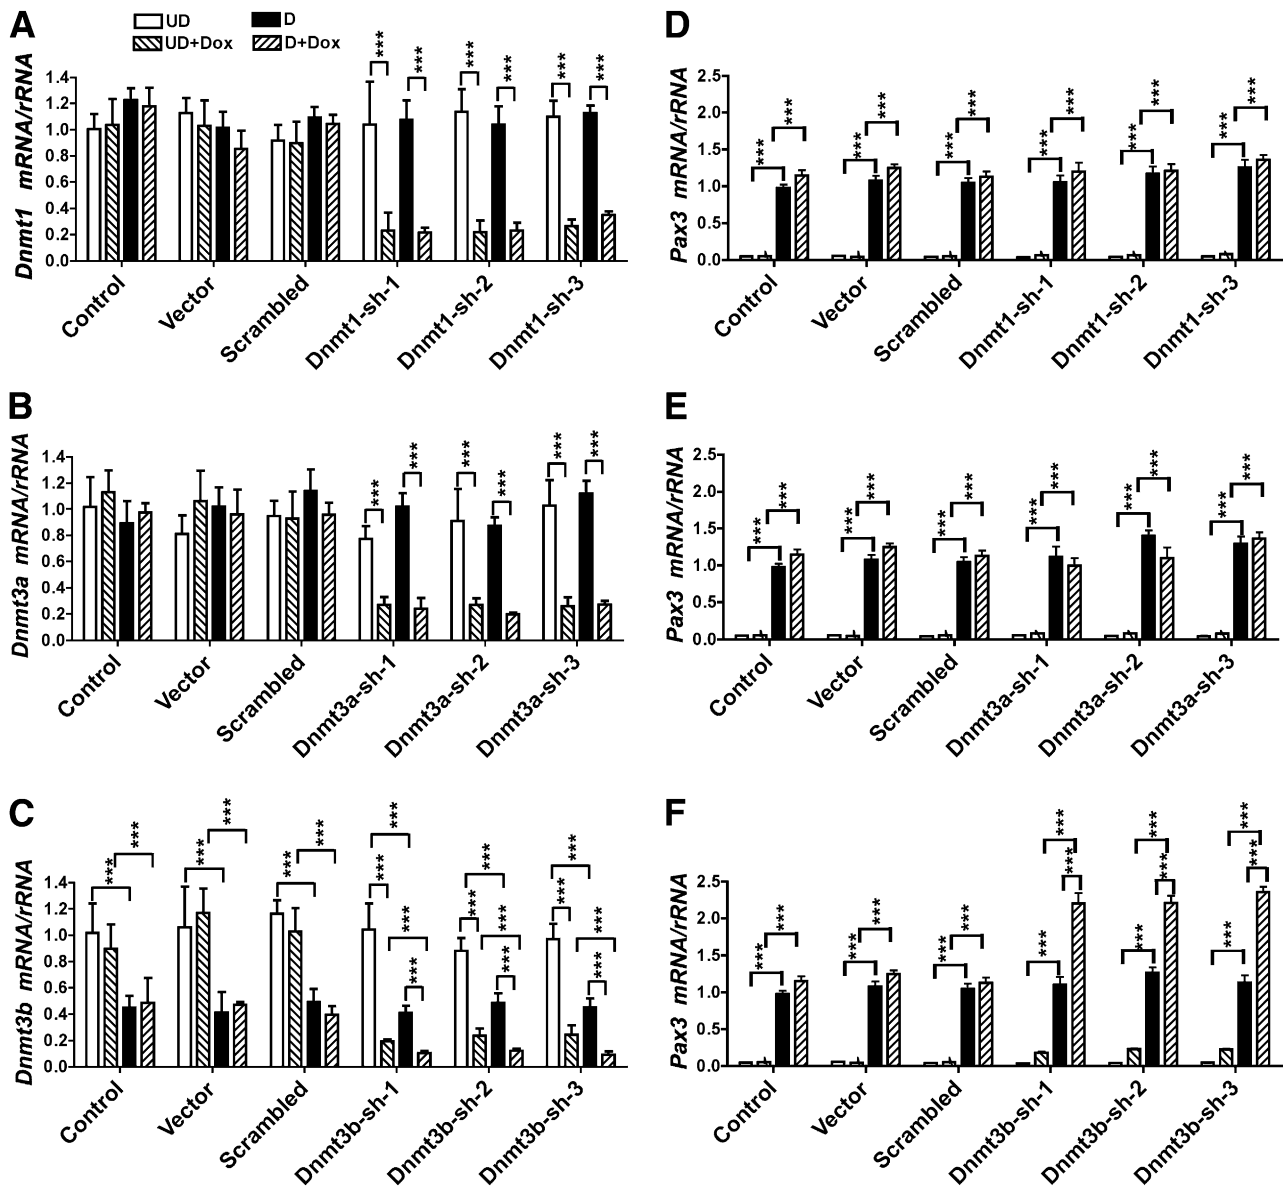 A
UD
D
UD+Dox
D+Dox
Dnmt1 mRNA/rRNA
1.4
1.2
1.0
0.8
0.6
0.4
0.2
0.0
*** *** *** *** *** ***
Control
Vector
Scrambled
Dnmt1-sh-1
Dnmt1-sh-2
Dnmt1-sh-3
D
Pax3 mRNA/rRNA
2.5
2.0
1.5
1.0
0.5
0.0
*** *** *** *** *** *** *** *** *** *** *** ***
Control
Vector
Scrambled
Dnmt1-sh-1
Dnmt1-sh-2
Dnmt1-sh-3
B
Dnmt3a mRNA/rRNA
1.4
1.2
1.0
0.8
0.6
0.4
0.2
0.0
*** *** *** *** *** ***
Control
Vector
Scrambled
Dnmt3a-sh-1
Dnmt3a-sh-2
Dnmt3a-sh-3
E
Pax3 mRNA/rRNA
2.5
2.0
1.5
1.0
0.5
0.0
*** *** *** *** *** *** *** *** *** *** *** ***
Control
Vector
Scrambled
Dnmt3a-sh-1
Dnmt3a-sh-2
Dnmt3a-sh-3
C
Dnmt3b mRNA/rRNA
1.4
1.2
1.0
0.8
0.6
0.4
0.2
0.0
*** *** *** *** *** *** *** *** *** *** *** *** *** *** *** *** *** ***
Control
Vector
Scrambled
Dnmt3b-sh-1
Dnmt3b-sh-2
Dnmt3b-sh-3
F
Pax3 mRNA/rRNA
2.5
2.0
1.5
1.0
0.5
0.0
*** *** *** *** *** *** *** *** *** *** *** *** *** *** ***
Control
Vector
Scrambled
Dnmt3b-sh-1
Dnmt3b-sh-2
Dnmt3b-sh-3